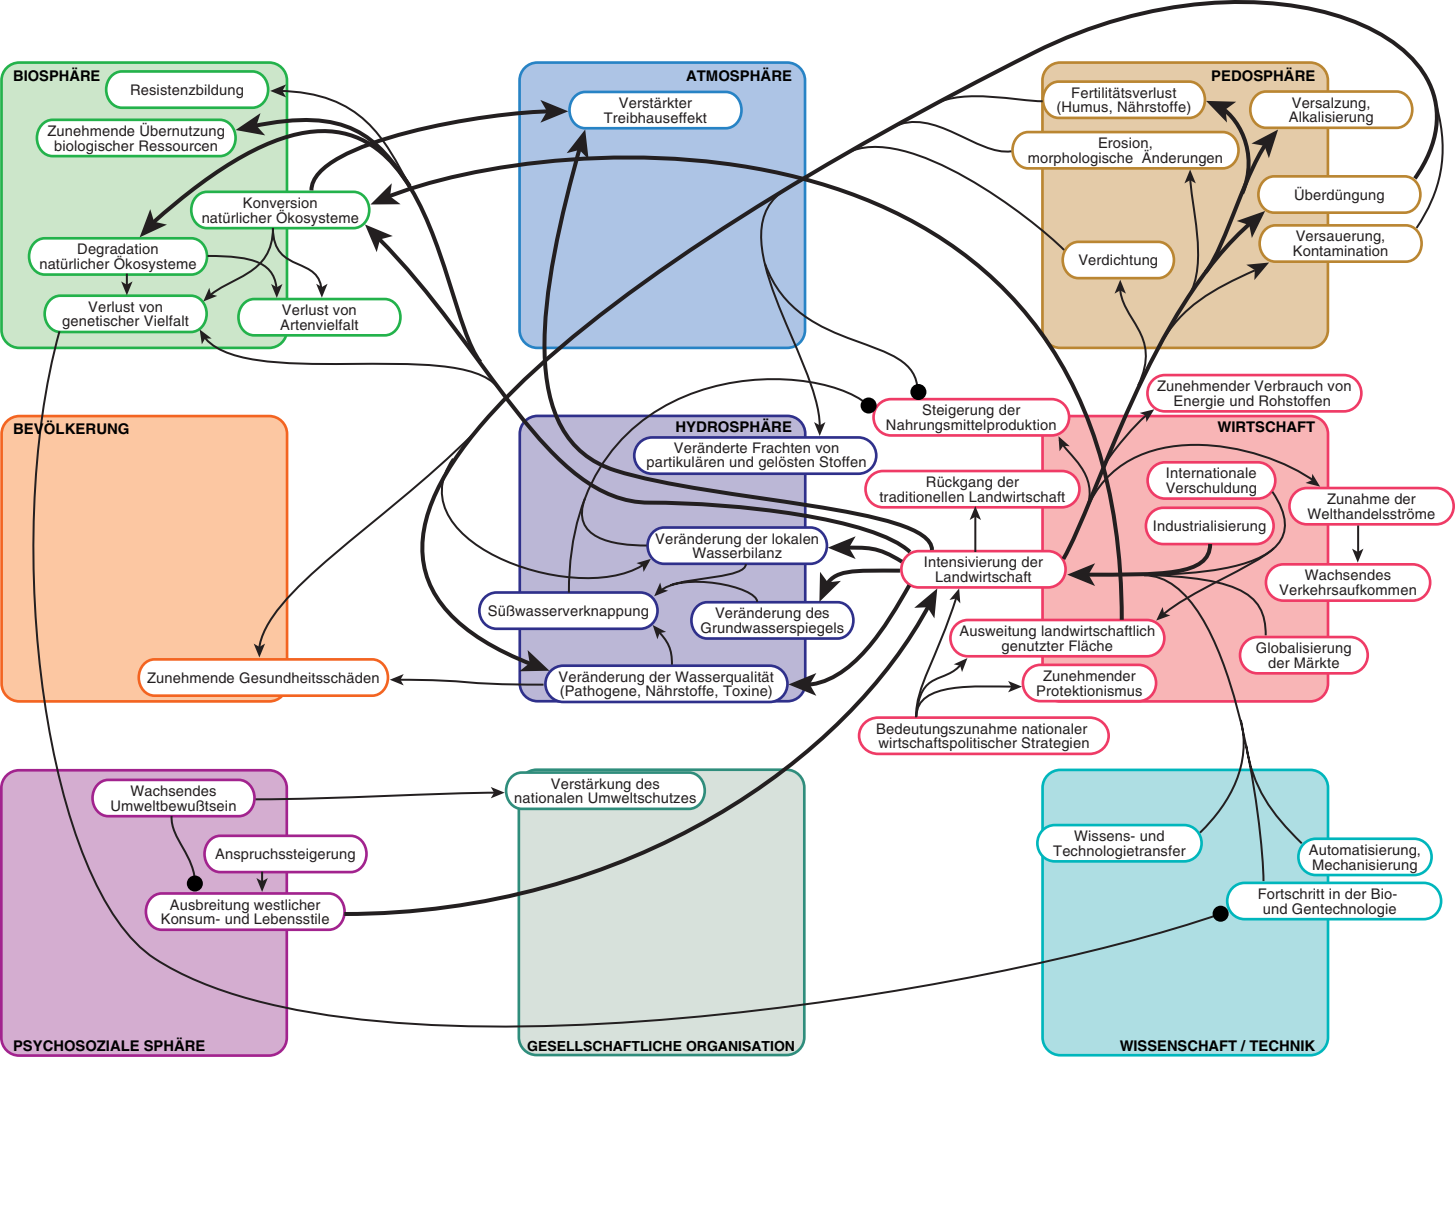 BIOSPHÄRE
Resistenzbildung
Zunehmende Übernutzung
biologischer Ressourcen
Konversion
natürlicher Ökosysteme
Degradation
natürlicher Ökosysteme
Verlust von
genetischer Vielfalt
Verlust von
Artenvielfalt
ATMOSPHÄRE
Verstärkter
Treibhauseffekt
PEDOSPHÄRE
Fertilitätsverlust
(Humus, Nährstoffe)
Versalzung,
Alkalisierung
Erosion,
morphologische Änderungen
Überdüngung
Versauerung,
Kontamination
Verdichtung
BEVÖLKERUNG
Zunehmende Gesundheitsschäden
HYDROSPHÄRE
Veränderte Frachten von
partikulären und gelösten Stoffen
Veränderung der lokalen
Wasserbilanz
Süßwasserverknappung
Veränderung des
Grundwasserspiegels
Veränderung der Wasserqualität
(Pathogene, Nährstoffe, Toxine)
WIRTSCHAFT
Zunehmender Verbrauch von
Energie und Rohstoffen
Steigerung der
Nahrungsmittelproduktion
Internationale
Verschuldung
Rückgang der
traditionellen Landwirtschaft
Zunahme der
Welthandelsströme
Industrialisierung
Intensivierung der
Landwirtschaft
Wachsendes
Verkehrsaufkommen
Ausweitung landwirtschaftlich
genutzter Fläche
Globalisierung
der Märkte
Zunehmender
Protektionismus
Bedeutungszunahme nationaler
wirtschaftspolitischer Strategien
Wachsendes
Umweltbewußtsein
Anspruchssteigerung
Ausbreitung westlicher
Konsum- und Lebensstile
PSYCHOSOZIALE SPHÄRE
Verstärkung des
nationalen Umweltschutzes
GESELLSCHAFTLICHE ORGANISATION
Wissens- und
Technologietransfer
Automatisierung,
Mechanisierung
Fortschritt in der Bio-
und Gentechnologie
WISSENSCHAFT / TECHNIK